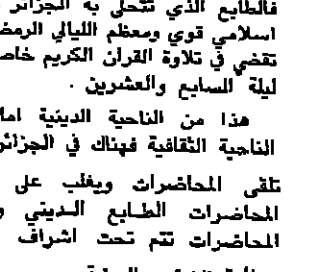 فالطابع الذي تتحلى به الجزائر
اسلامي قوي ومعظم الليالي الرمض
تقضي في تلاوة القرآن الكريم خاص
ليلة السابع والعشرين .
هذا من الناحية الدينية اما
الناحية الثقافية فهناك في الجزائر
تلقى المحاضرات ويغلب على
المحاضرات الطابع الديني و
المحاضرات تتم تحت اشراف